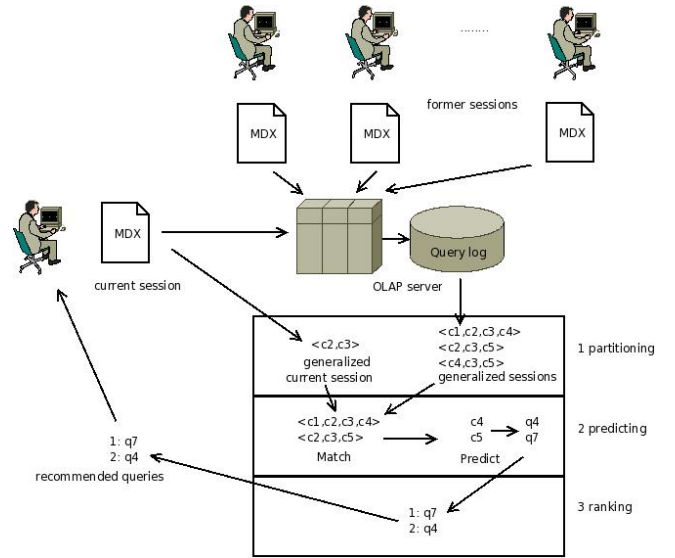 ........
former sessions
MDX
MDX
MDX
MDX
Query log
current session
OLAP server
<c2,c3>
generalized
current session
<c1,c2,c3,c4>
<c2,c3,c5>
<c4,c3,c5>
generalized sessions
1 partitioning
<c1,c2,c3,c4>
<c2,c3,c5>
Match
c4
c5
Predict
q4
q7
2 predicting
1: q7
2: q4
recommended queries
1: q7
2: q4
3 ranking